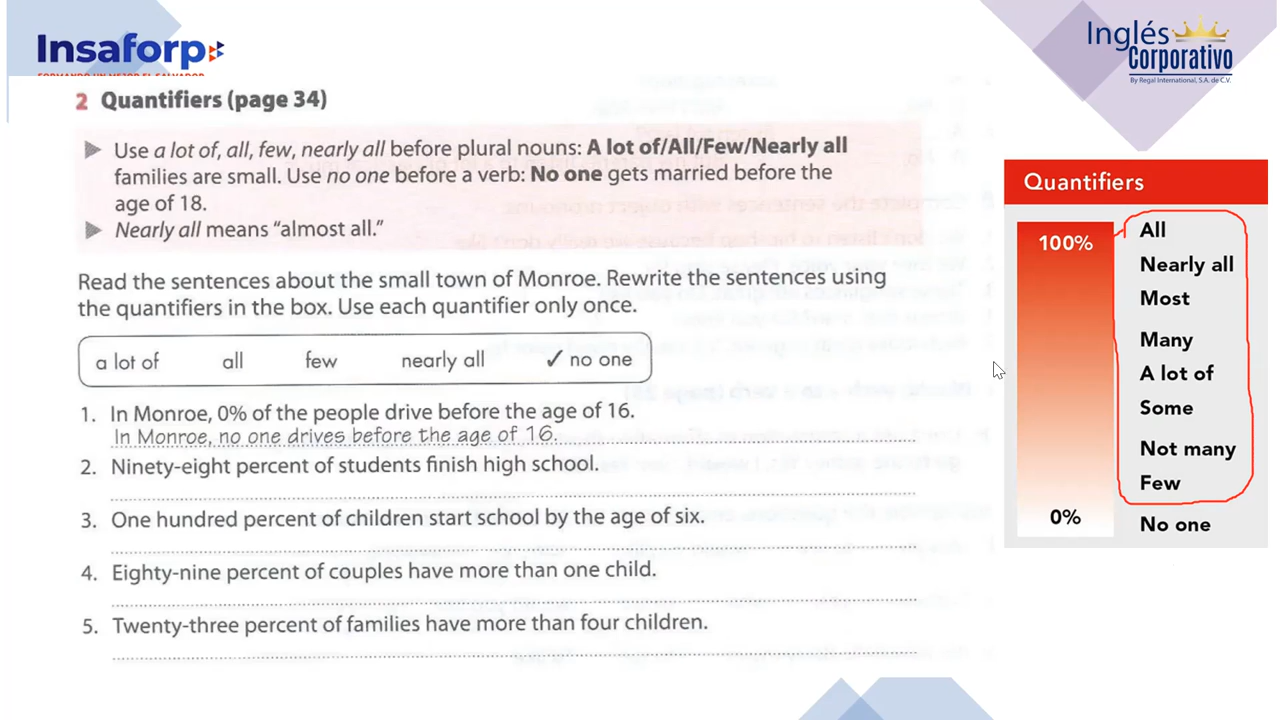 Insaforp
FORMANDO UN MEJOR EL SALVADOR
Inglés
Corporativo
By Regal International, S.A. de C.V.
2 Quantifiers (page 34)
▶ Use a lot of, all, few, nearly all before plural nouns: A lot of/All/Few/Nearly all
families are small. Use no one before a verb: No one gets married before the
age of 18.
▶ Nearly all means “almost all.”
Read the sentences about the small town of Monroe. Rewrite the sentences using
the quantifiers in the box. Use each quantifier only once.
a lot of all few nearly all ✓ no one
1. In Monroe, 0% of the people drive before the age of 16.
In Monroe, no one drives before the age of 16.
2. Ninety-eight percent of students finish high school.
3. One hundred percent of children start school by the age of six.
4. Eighty-nine percent of couples have more than one child.
5. Twenty-three percent of families have more than four children.
Quantifiers
100% All
Nearly all
Most
Many
A lot of
Some
Not many
Few
0% No one